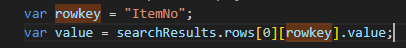 var rowkey = "ItemNo";
var value = searchResults.rows[0][rowkey].value;